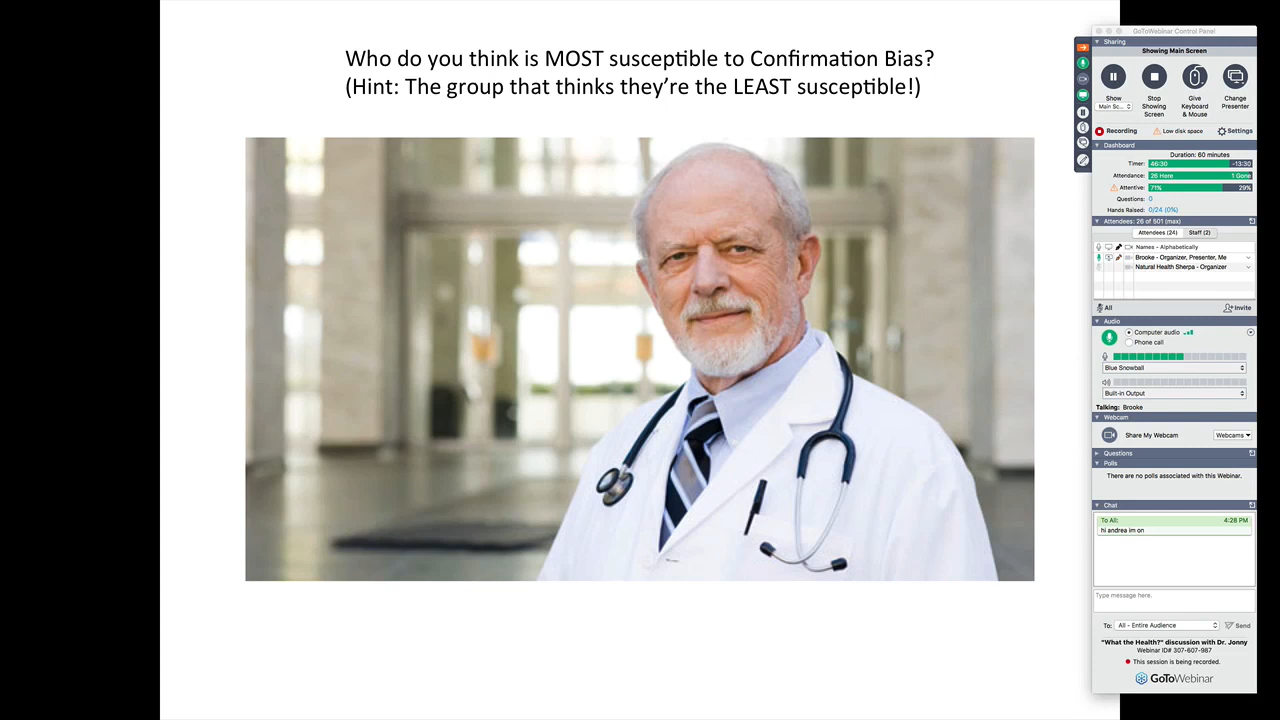 Who do you think is MOST susceptible to Confirmation Bias?
(Hint: The group that thinks they're the LEAST susceptible!)
GoToWebinar Control Panel
Sharing
Showing Main Screen
Show
Main Sc...
Stop
Showing
Screen
Give
Keyboard
& Mouse
Change
Presenter
Recording
Low disk space
Settings
Dashboard
Duration: 60 minutes
Timer: 46:30 -13:30
Attendance: 26 Here 1 Gone
Attentive: 71% 29%
Questions: 0
Hands Raised: 0/24 (0%)
Attendees: 26 of 501 (max)
Attendees (24) Staff (2)
Names - Alphabetically
Brooke - Organizer, Presenter, Me
Natural Health Sherpa - Organizer
All Invite
Audio
Computer audio
Phone call
Blue Snowball
Built-in Output
Talking: Brooke
Webcam
Share My Webcam Webcams
Questions
Polls
There are no polls associated with this Webinar.
Chat
To All: 4:28 PM
hi andrea im on
Type message here.
To: All - Entire Audience Send
"What the Health?" discussion with Dr. Jonny
Webinar ID# 307-607-987
This session is being recorded.
GoToWebinar